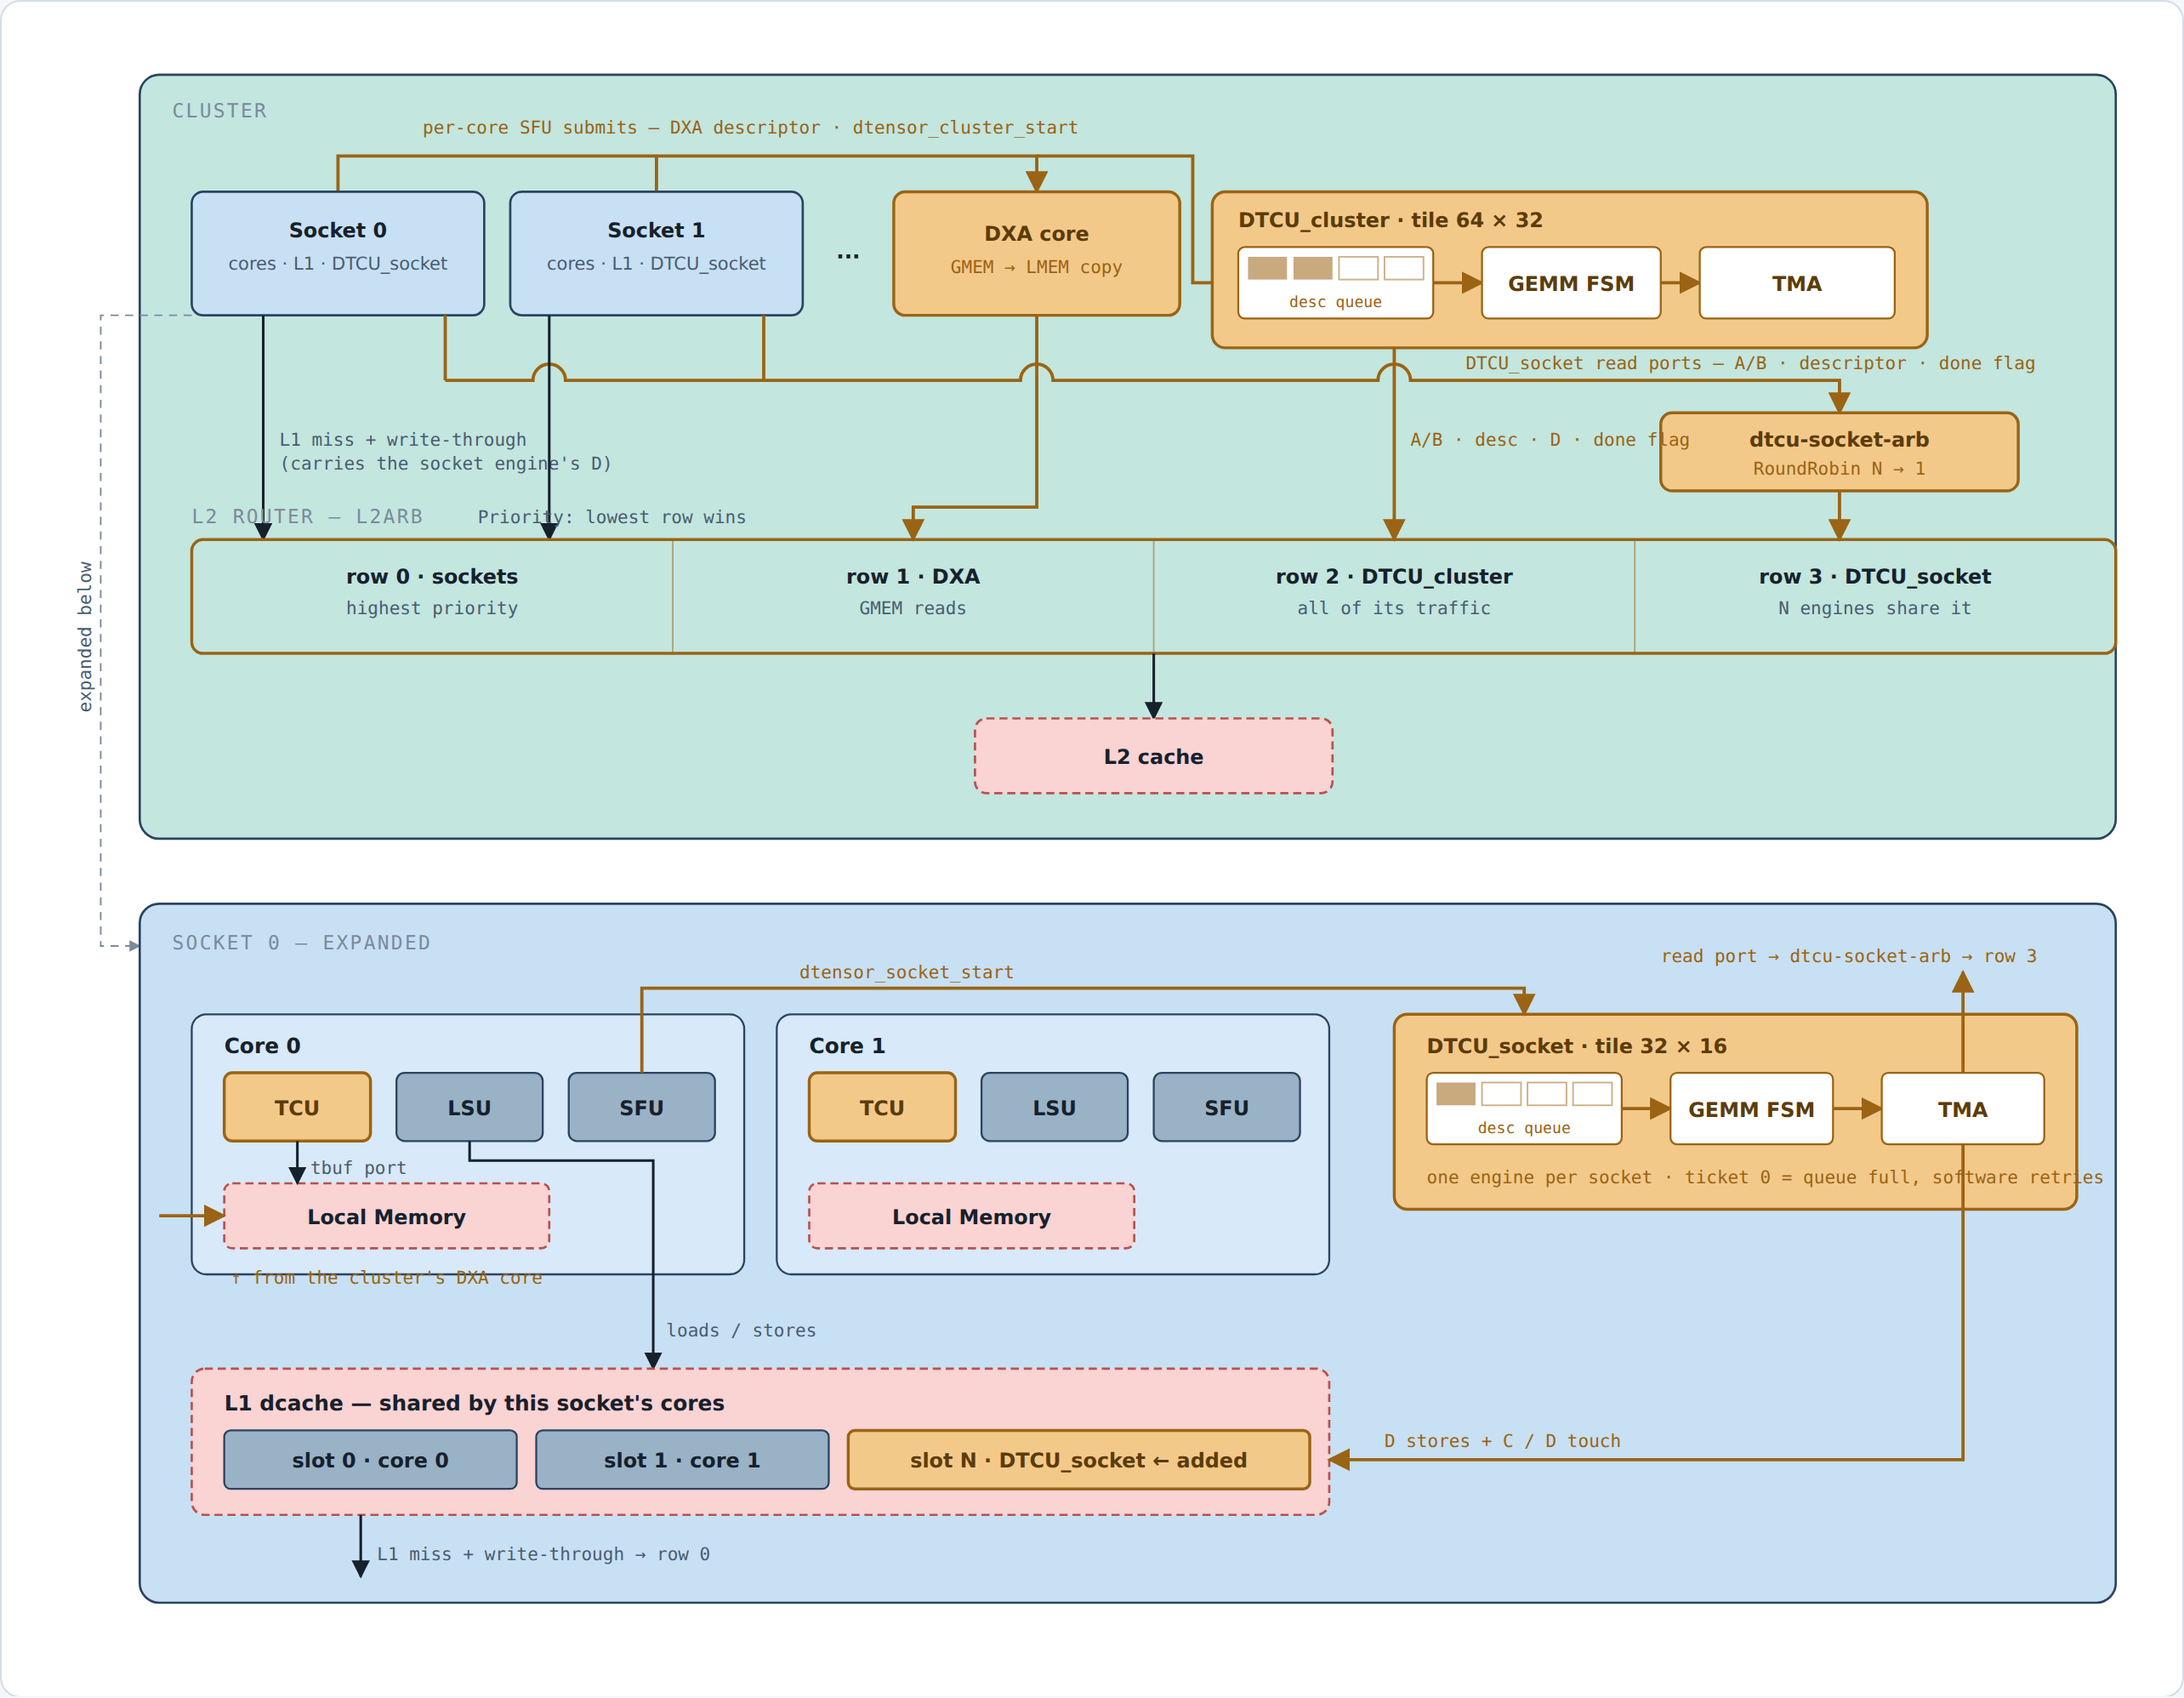 CLUSTER
per-core SFU submits — DXA descriptor · dtensor_cluster_start
Socket 0
cores · L1 · DTCU_socket
Socket 1
cores · L1 · DTCU_socket
...
DXA core
GMEM → LMEM copy
DTCU_cluster · tile 64 × 32
desc queue
GEMM FSM
TMA
DTCU_socket read ports — A/B · descriptor · done flag
L1 miss + write-through
(carries the socket engine's D)
A/B · desc · D · done flag
dtcu-socket-arb
RoundRobin N → 1
L2 ROUTER — L2ARB
Priority: lowest row wins
row 0 · sockets
highest priority
row 1 · DXA
GMEM reads
row 2 · DTCU_cluster
all of its traffic
row 3 · DTCU_socket
N engines share it
expanded below
L2 cache
SOCKET 0 — EXPANDED
dtensor_socket_start
read port → dtcu-socket-arb → row 3
Core 0
TCU
LSU
SFU
tbuf port
Local Memory
↑ from the cluster's DXA core
Core 1
TCU
LSU
SFU
Local Memory
DTCU_socket · tile 32 × 16
desc queue
GEMM FSM
TMA
one engine per socket · ticket 0 = queue full, software retries
loads / stores
L1 dcache — shared by this socket's cores
slot 0 · core 0
slot 1 · core 1
slot N · DTCU_socket ← added
D stores + C / D touch
L1 miss + write-through → row 0